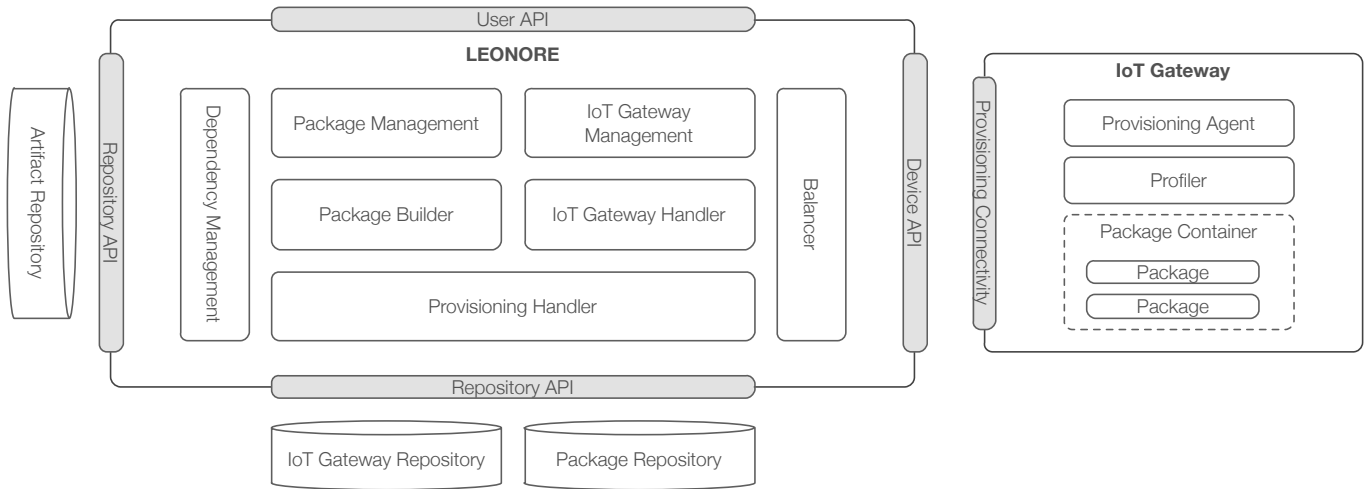 User API
LEONORE
IoT Gateway
Artifact Repository
Repository API
Dependency Management
Package Management
IoT Gateway
Management
Package Builder
IoT Gateway Handler
Provisioning Handler
Balancer
Device API
Provisioning Connectivity
Provisioning Agent
Profiler
Package Container
Package
Package
Repository API
IoT Gateway Repository
Package Repository